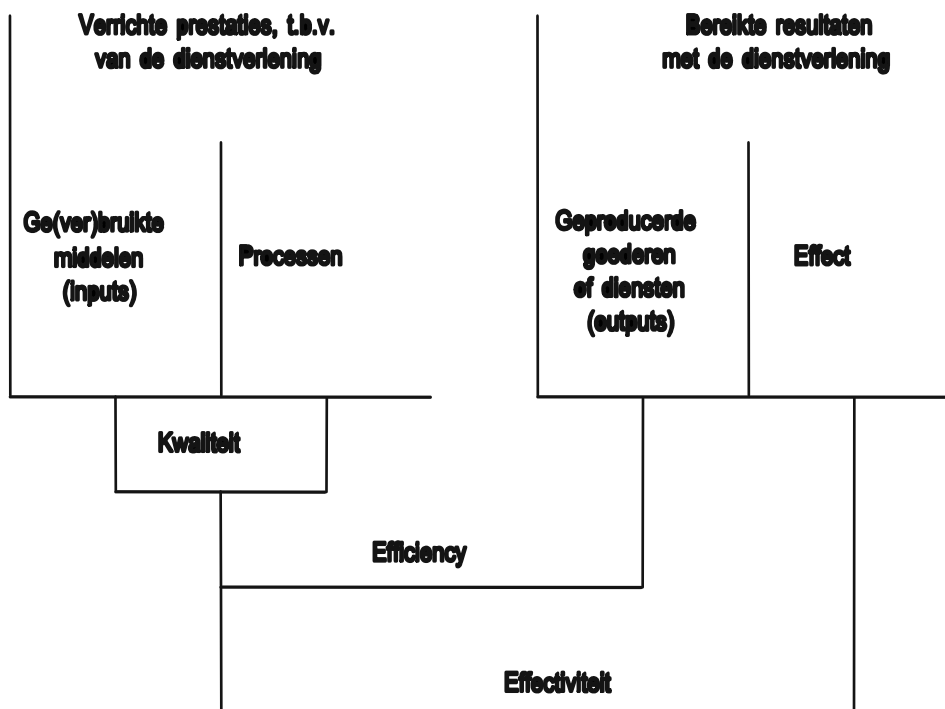 Verrichte prestaties, t.b.v.
van de dienstverlening
Bereikte resultaten
met de dienstverlening
Ge(ver)bruikte
middelen
(inputs)
Processen
Geproducerde
goederen
of diensten
(outputs)
Effect
Kwaliteit
Efficiency
Effectiviteit